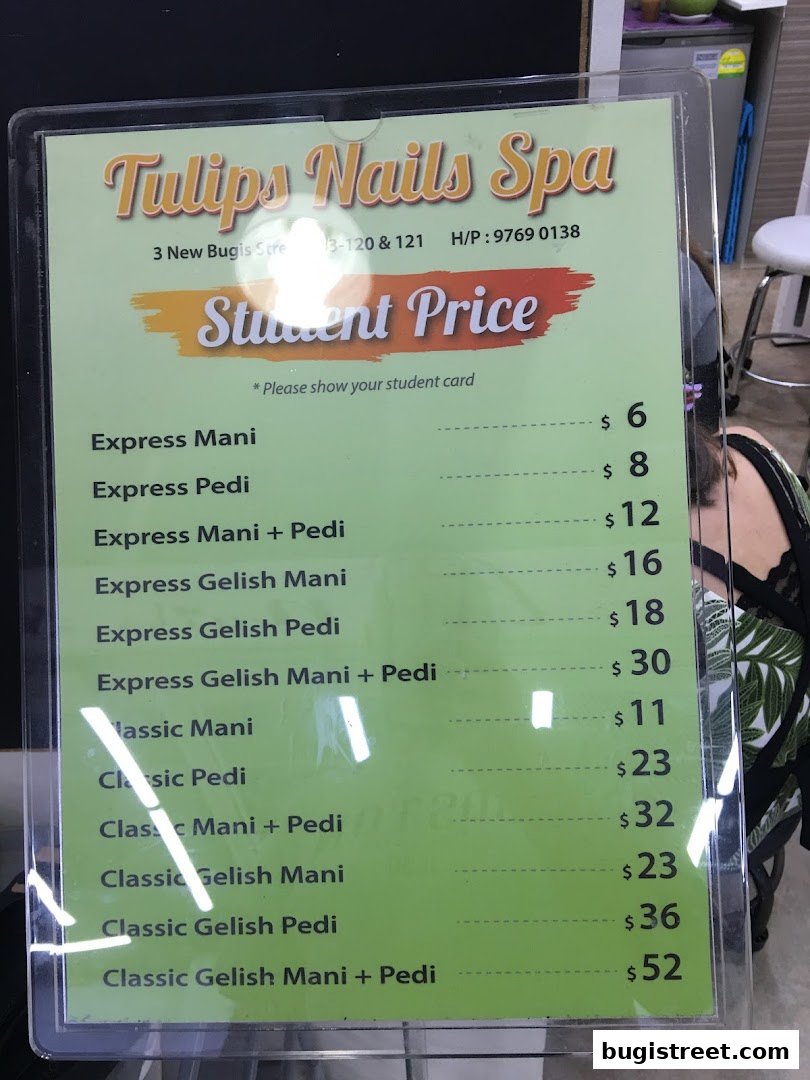 Tulips Nails Spa
3 New Bugis 3-120 & 121 H/P : 9769 0138
Student Price
* Please show your student card
Express Mani $ 6
Express Pedi $ 8
Express Mani + Pedi $ 12
Express Gelish Mani $ 16
Express Gelish Pedi $ 18
Express Gelish Mani + Pedi $ 30
Classic Mani $ 11
Classic Pedi $ 23
Classic Mani + Pedi $ 32
Classic Gelish Mani $ 23
Classic Gelish Pedi $ 36
Classic Gelish Mani + Pedi $ 52
bugistreet.com